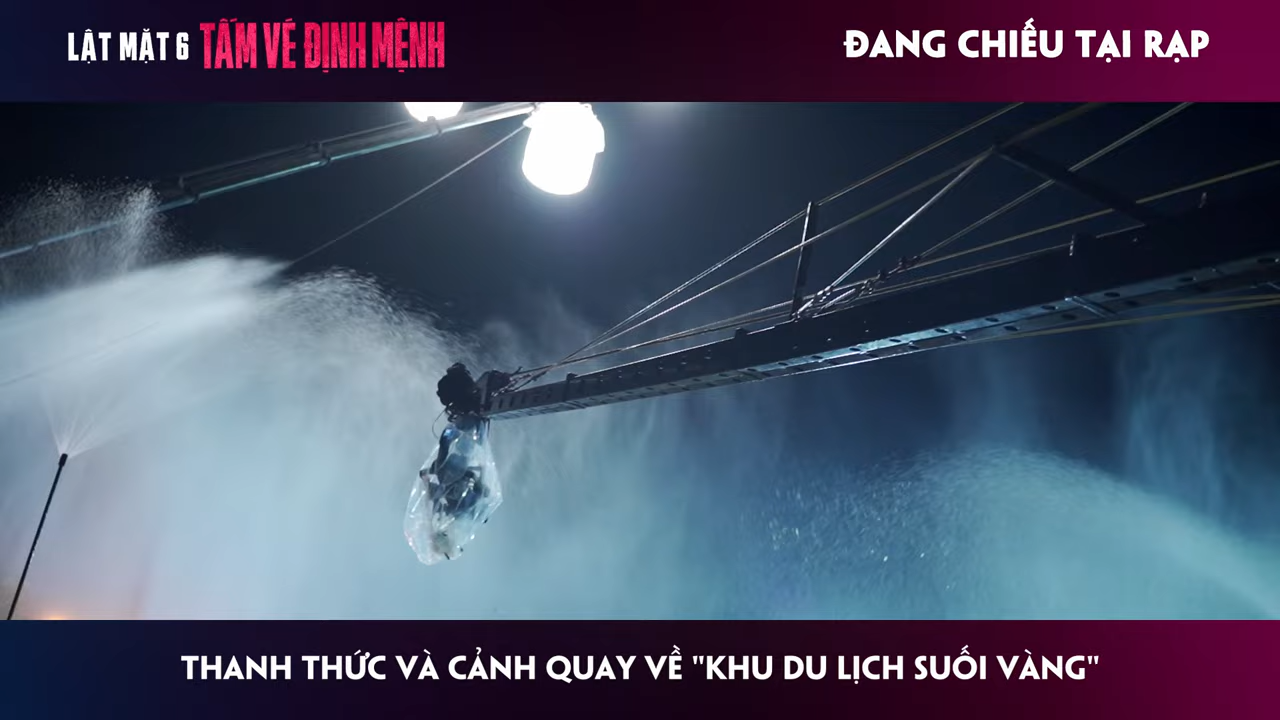 LẬT MẶT 6 TẤM VÉ ĐỊNH MỆNH
ĐANG CHIẾU TẠI RẠP
THANH THỨC VÀ CẢNH QUAY VỀ "KHU DU LỊCH SUỐI VÀNG"